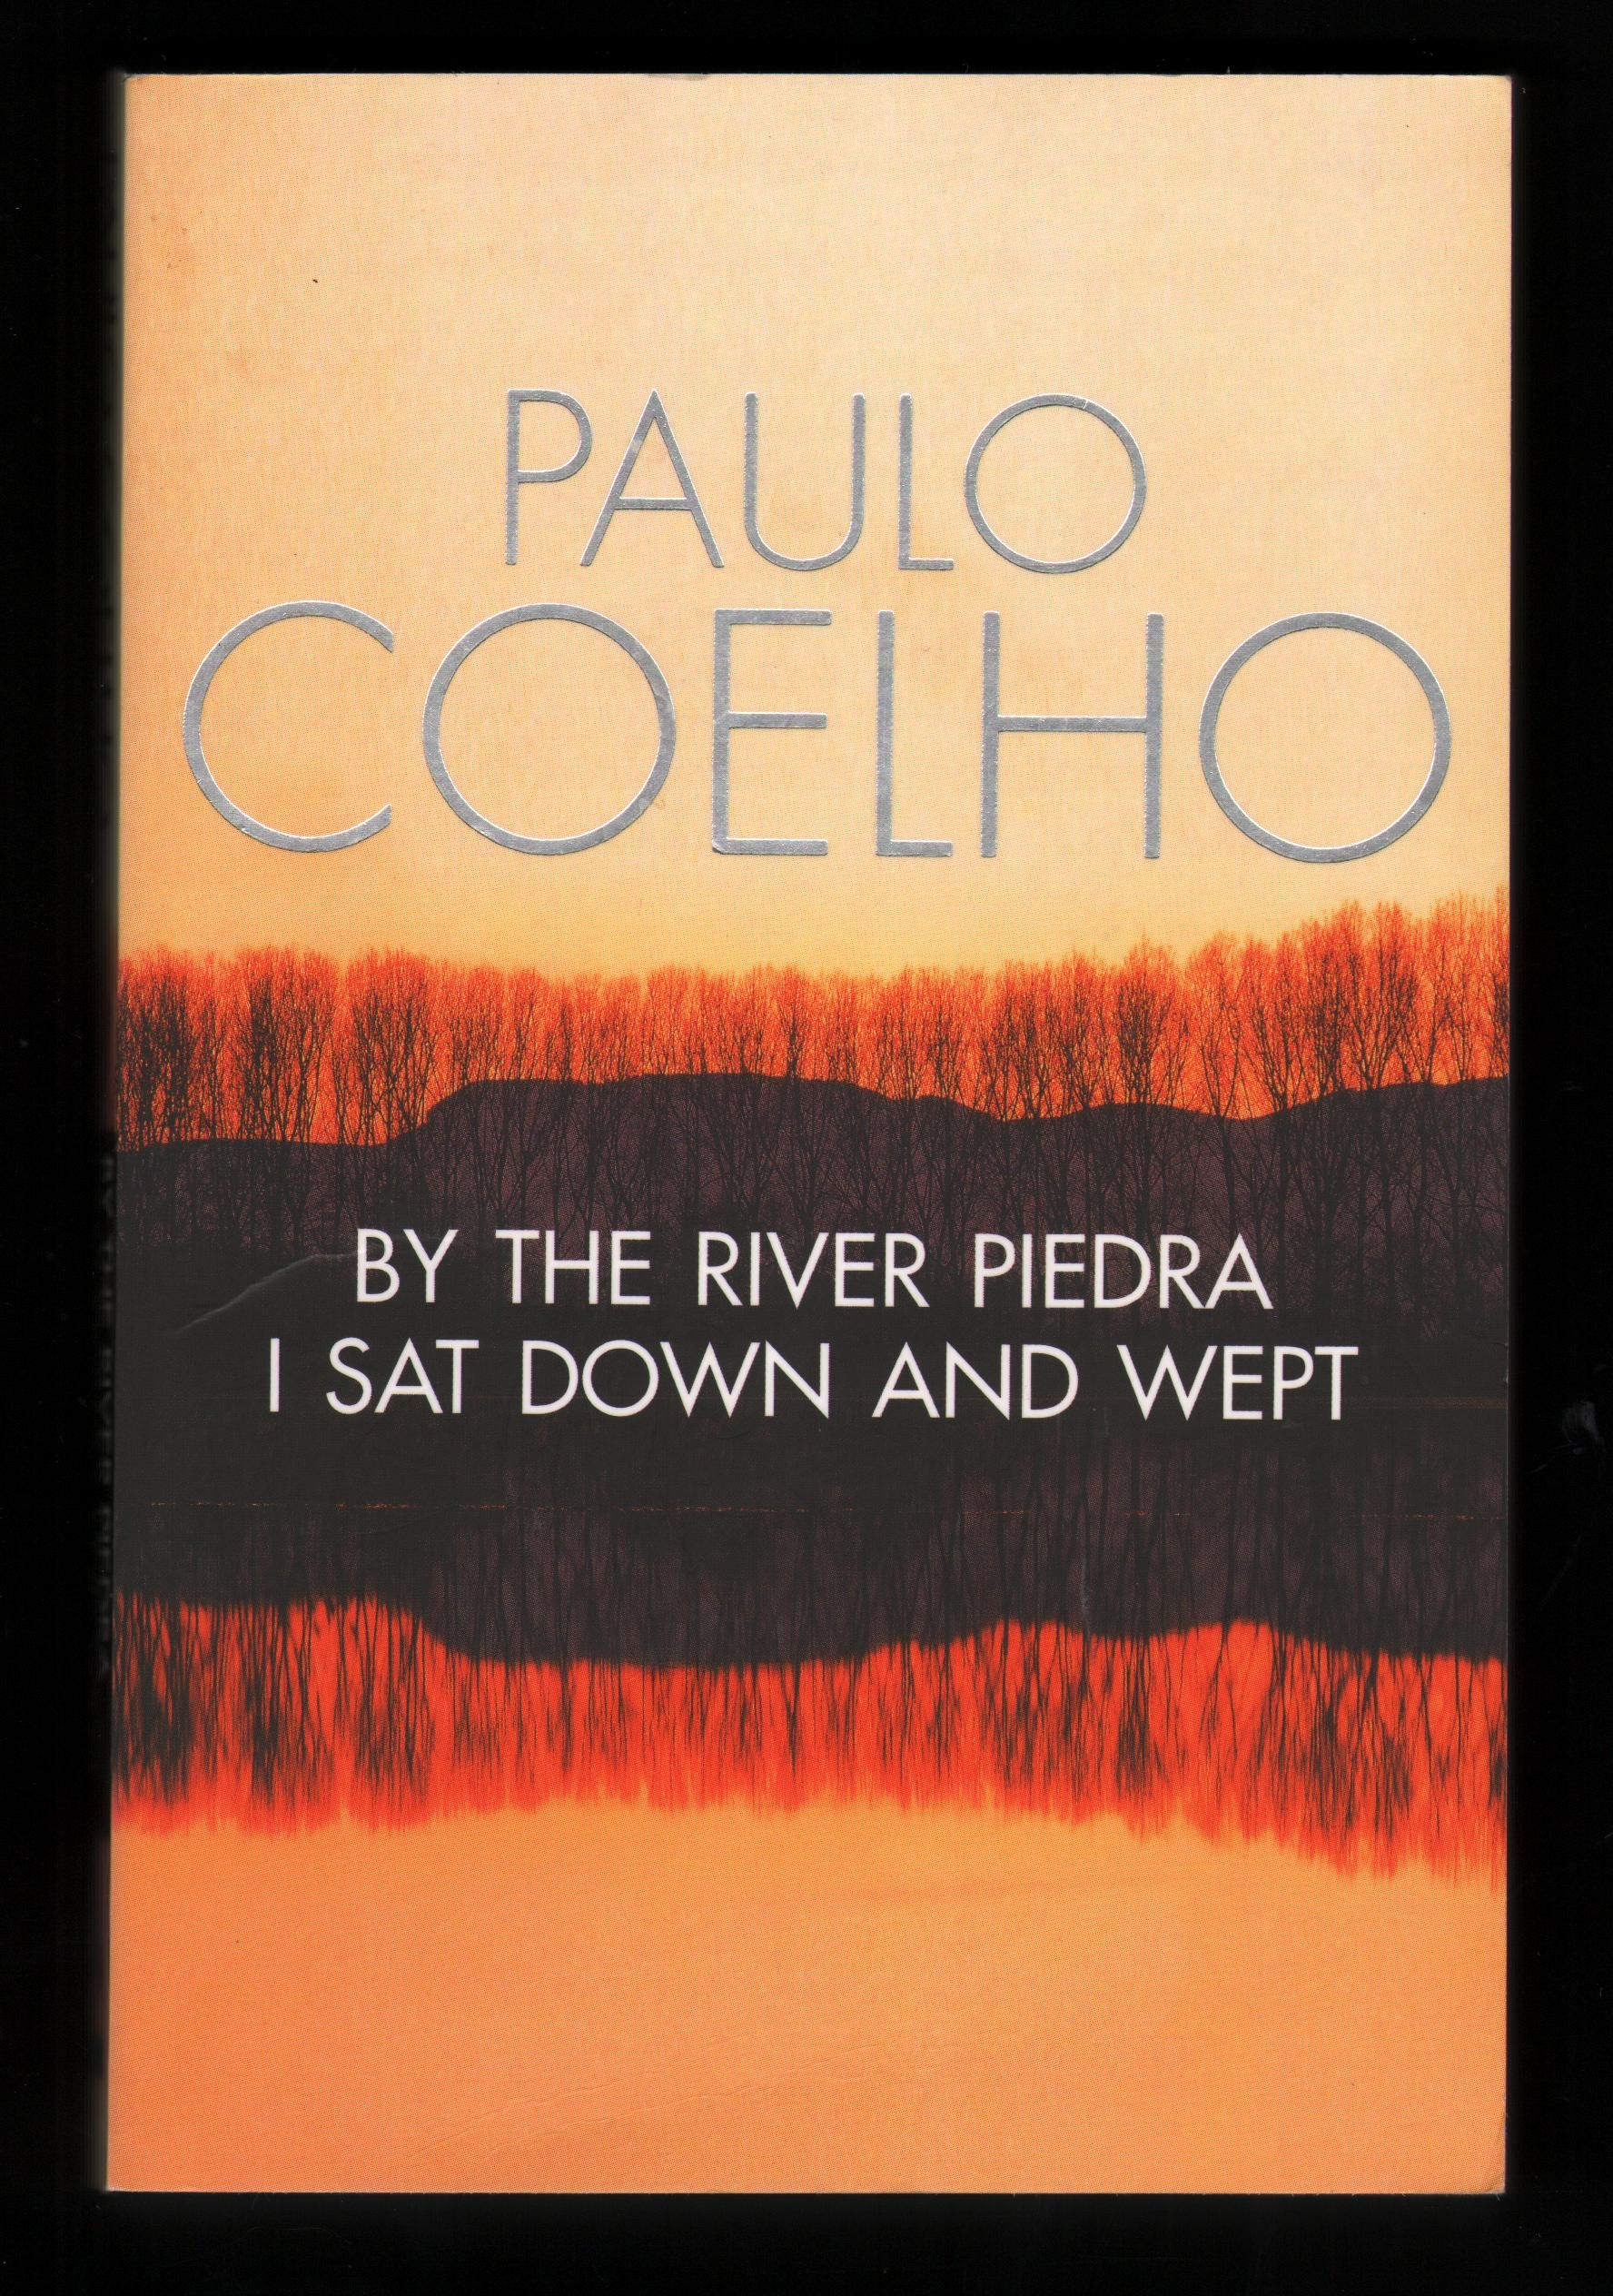 PAULO
COELHO
BY THE RIVER PIEDRA
I SAT DOWN AND WEPT